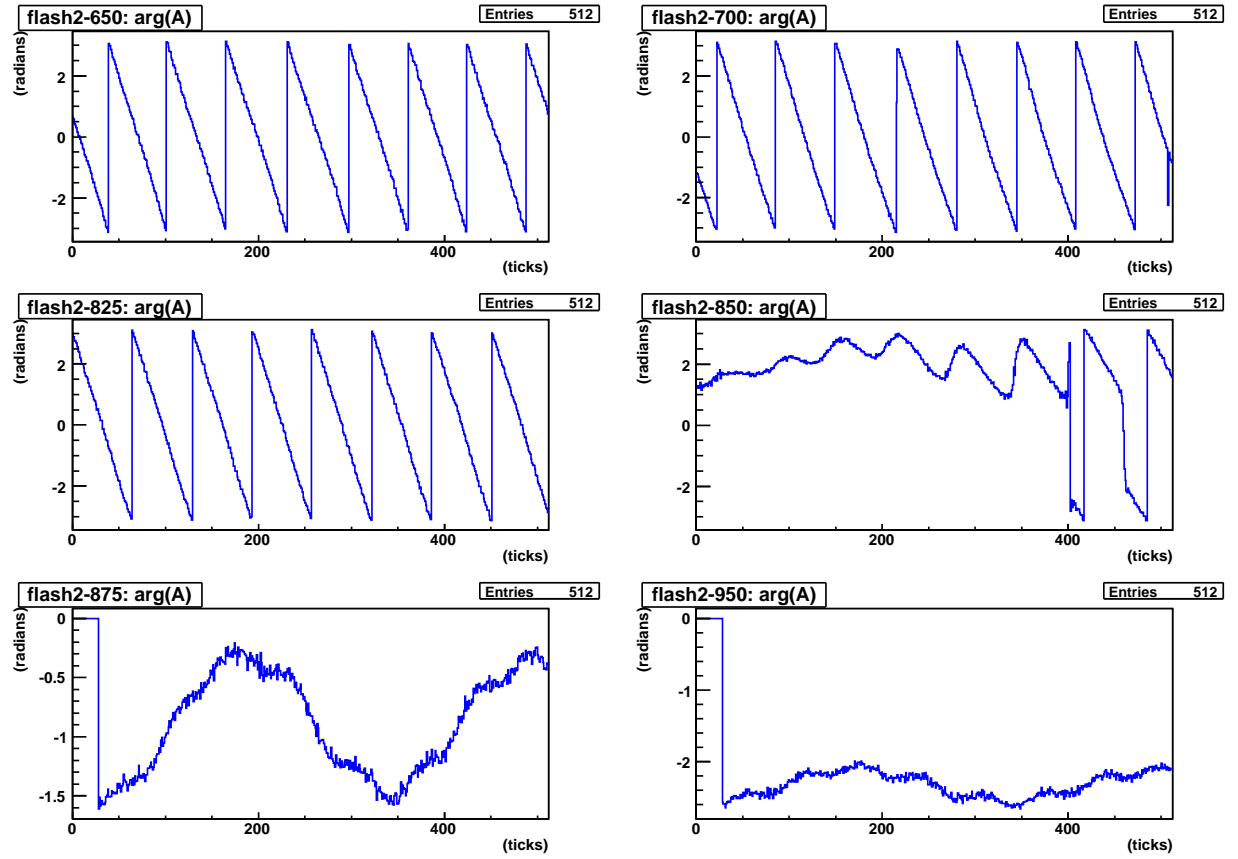 flash2-650: arg(A)
Entries 512
(radians)
2
0
-2
0 200 400
(ticks)
flash2-700: arg(A)
Entries 512
(radians)
2
0
-2
0 200 400
(ticks)
flash2-825: arg(A)
Entries 512
(radians)
2
0
-2
0 200 400
(ticks)
flash2-850: arg(A)
Entries 512
(radians)
2
0
-2
0 200 400
(ticks)
flash2-875: arg(A)
Entries 512
(radians)
0
-0.5
-1
-1.5
0 200 400
(ticks)
flash2-950: arg(A)
Entries 512
(radians)
0
-1
-2
0 200 400
(ticks)